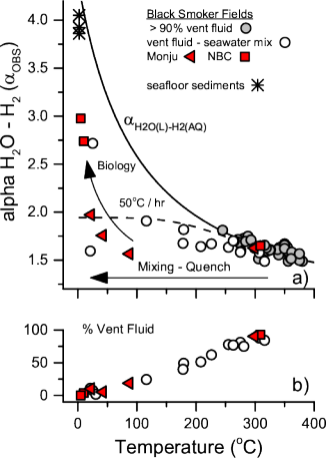 Black Smoker Fields
> 90% vent fluid
vent fluid - seawater mix
Monju NBC
seafloor sediments
αH2O(L)-H2(AQ)
Biology
50°C / hr
Mixing - Quench
a)
4.0
3.5
3.0
2.5
2.0
1.5
alpha H2O - H2 (αOBS)
% Vent Fluid
100
50
0
b)
0 100 200 300 400
Temperature (°C)